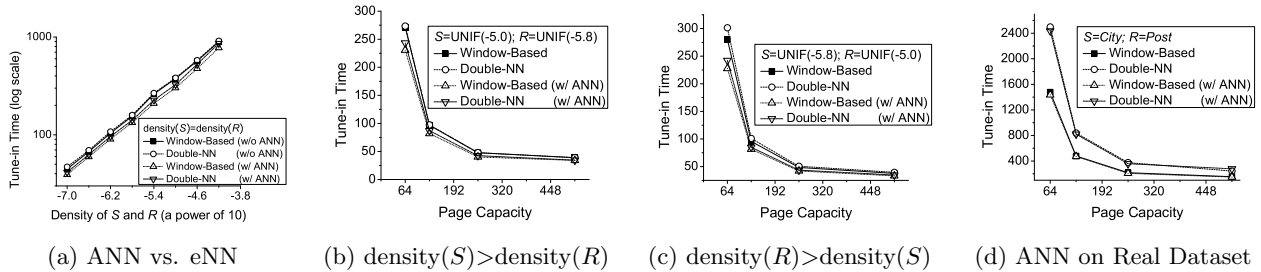 Tune-in Time (log scale)
1000
100
density(S)=density(R)
Window-Based (w/o ANN)
Double-NN (w/o ANN)
Window-Based (w/ ANN)
Double-NN (w/ ANN)
-7.0 -6.2 -5.4 -4.6 -3.8
Density of S and R (a power of 10)
(a) ANN vs. eNN
Tune-in Time
300
250
200
150
100
50
0
S=UNIF(-5.0); R=UNIF(-5.8)
Window-Based
Double-NN
Window-Based (w/ ANN)
Double-NN (w/ ANN)
64 192 320 448
Page Capacity
(b) density(S)>density(R)
Tune-in Time
300
250
200
150
100
50
S=UNIF(-5.8); R=UNIF(-5.0)
Window-Based
Double-NN
Window-Based (w/ ANN)
Double-NN (w/ ANN)
64 192 320 448
Page Capacity
(c) density(R)>density(S)
Tune-in Time
2400
2000
1600
1200
800
400
S=City; R=Post
Window-Based
Double-NN
Window-Based (w/ ANN)
Double-NN (w/ ANN)
64 192 320 448
Page Capacity
(d) ANN on Real Dataset